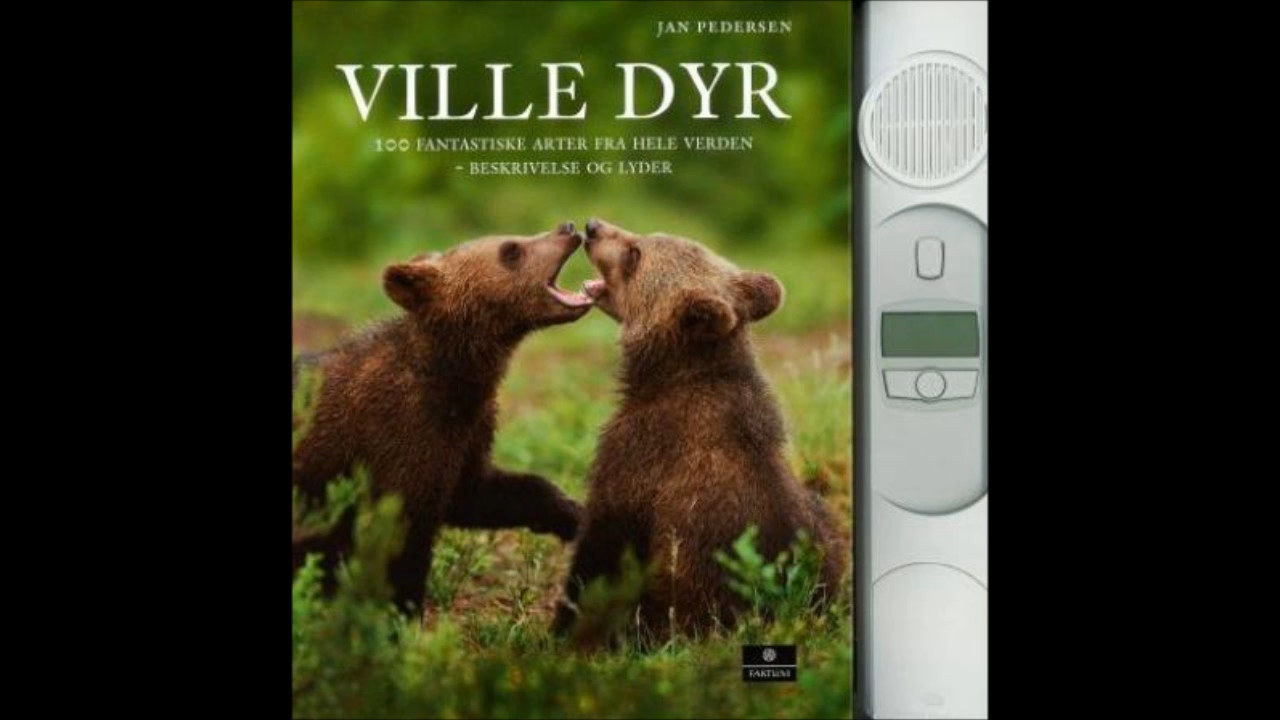 JAN PEDERSEN
VILLE DYR
100 FANTASTISKE ARTER FRA HELE VERDEN
- BESKRIVELSE OG LYDER
FAKTUM